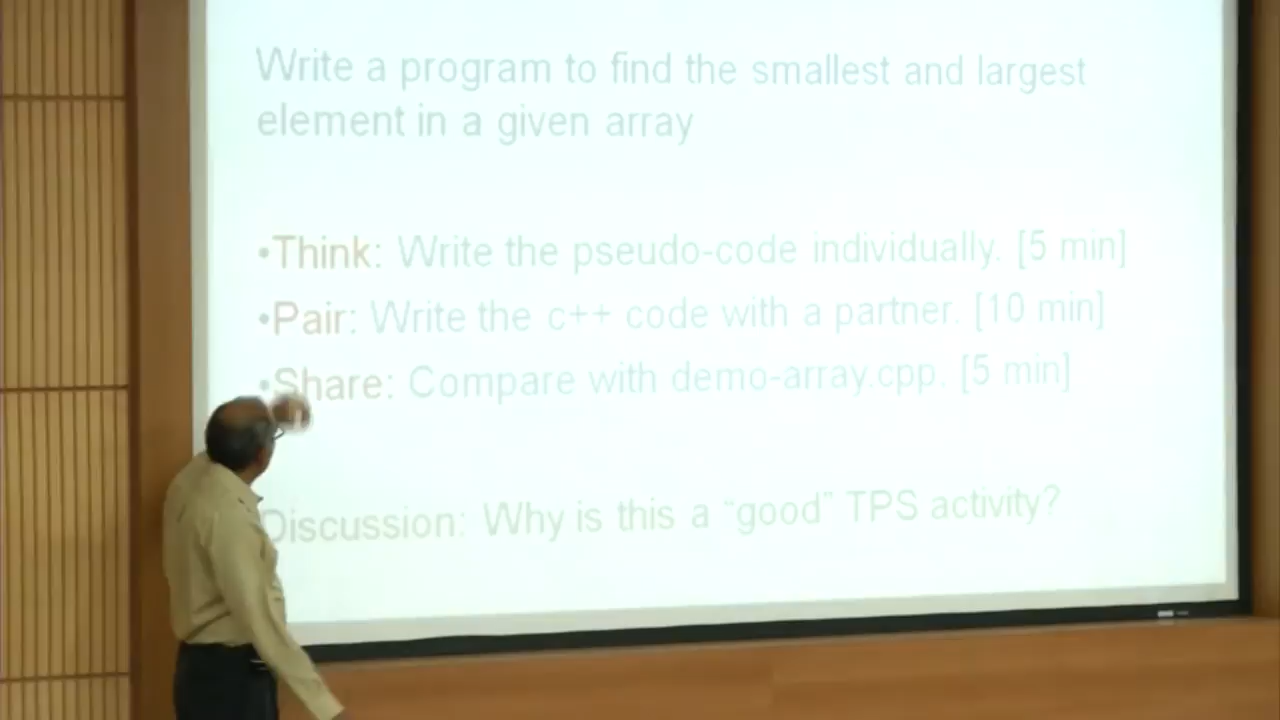 Write a program to find the smallest and largest
element in a given array
•Think: Write the pseudo-code individually. [5 min]
•Pair: Write the c++ code with a partner. [10 min]
•Share: Compare with demo-array.cpp. [5 min]
Discussion: Why is this a “good” TPS activity?